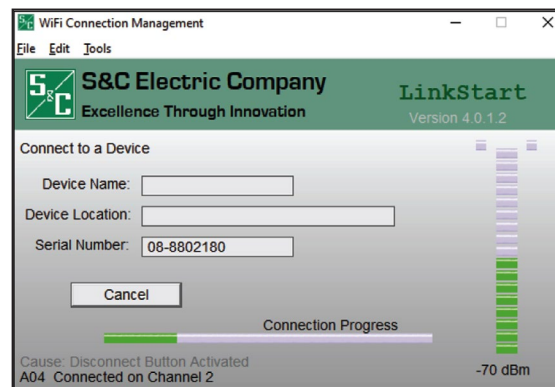 WiFi Connection Management
File Edit Tools
S&C
S&C Electric Company
Excellence Through Innovation
LinkStart
Version 4.0.1.2
Connect to a Device
Device Name:
Device Location:
Serial Number: 08-8802180
Cancel
Connection Progress
Cause: Disconnect Button Activated
A04 Connected on Channel 2
-70 dBm